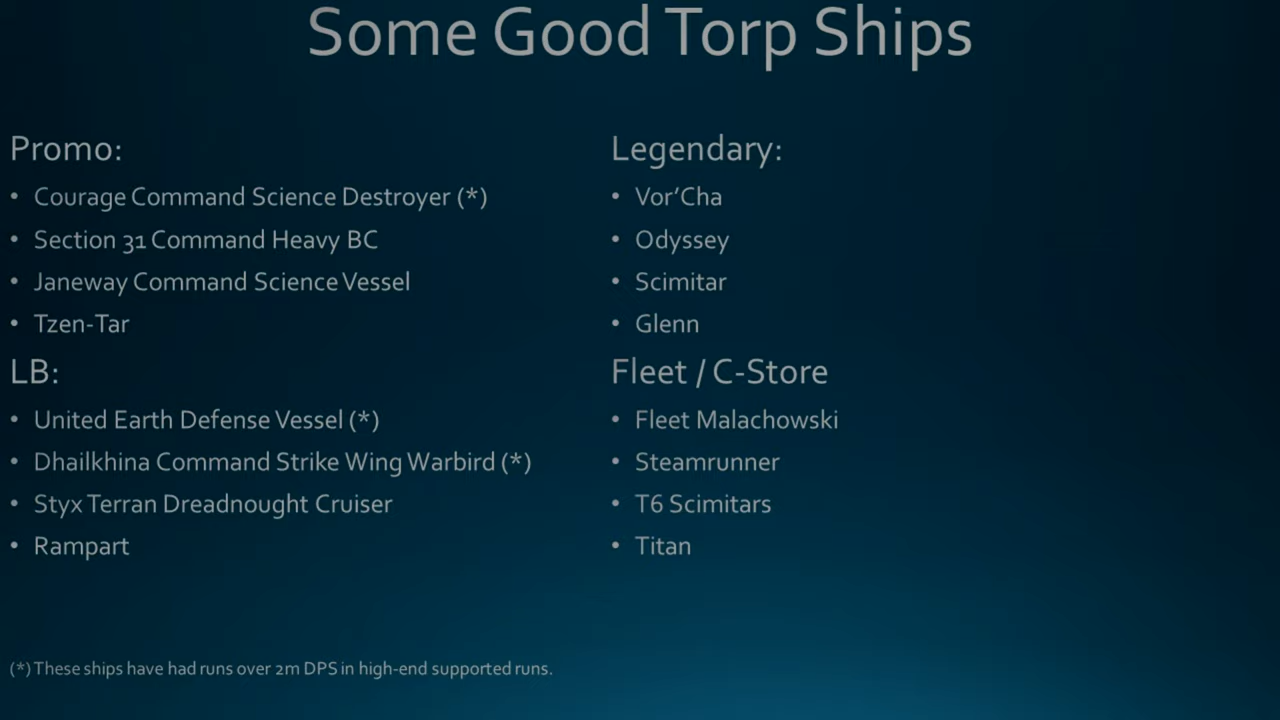 Some Good Torp Ships
Promo:
• Courage Command Science Destroyer (*)
• Section 31 Command Heavy BC
• Janeway Command Science Vessel
• Tzen-Tar
LB:
• United Earth Defense Vessel (*)
• Dhailkhina Command Strike Wing Warbird (*)
• Styx Terran Dreadnought Cruiser
• Rampart
Legendary:
• Vor’Cha
• Odyssey
• Scimitar
• Glenn
Fleet / C-Store
• Fleet Malachowski
• Steamrunner
• T6 Scimitars
• Titan
(*) These ships have had runs over 2m DPS in high-end supported runs.